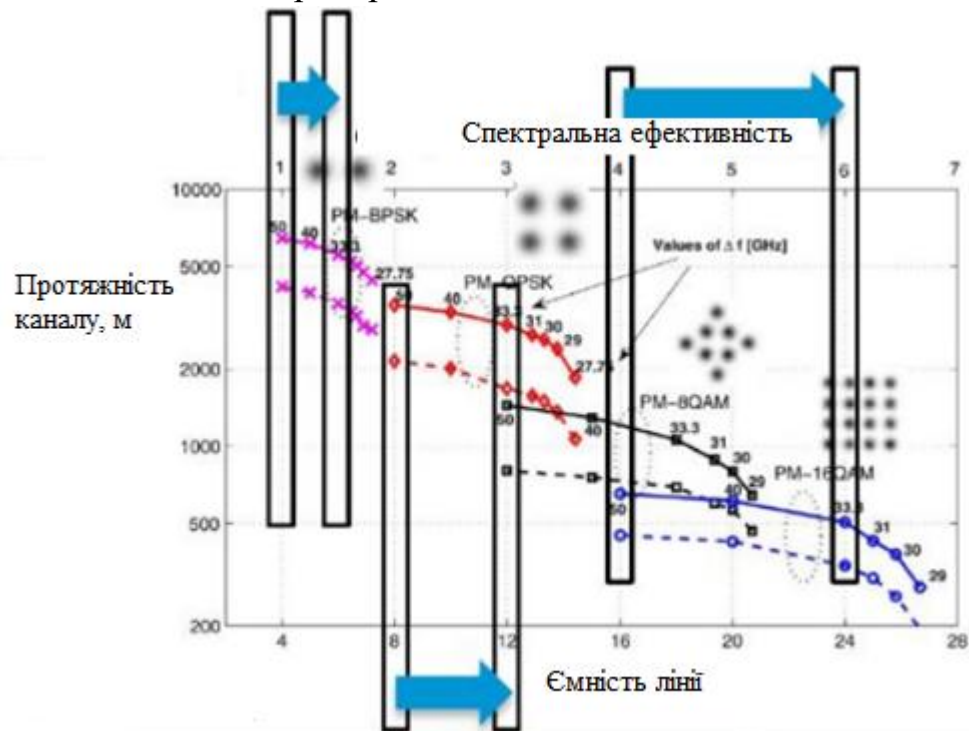 Спектральна ефективність
1 2 3 4 5 6 7
10000
PM-BPSK
50 40 33.3
Values of Δ f [GHz]
5000
27.75
PM-QPSK
Протяжність
каналу, м
50 40 33.3 31 30 29
27.75
2000
PM-8QAM
50 40 33.3 31 30 29
1000
PM-16QAM
50 40 33.3 31 30 29
500
200
4 8 12 16 20 24 28
Ємність лінії